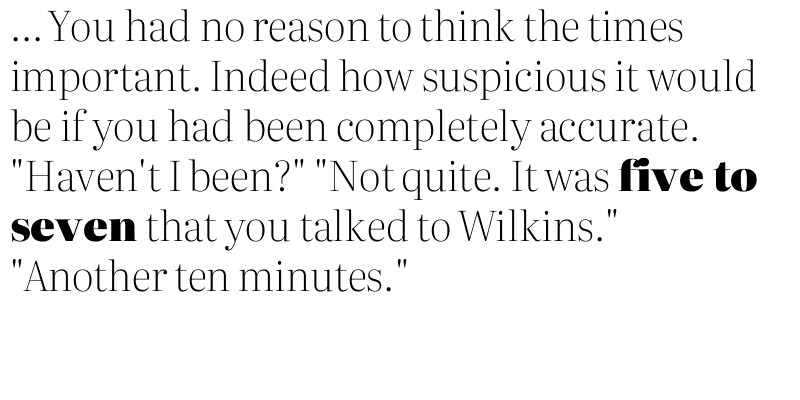 ... You had no reason to think the times
important. Indeed how suspicious it would
be if you had been completely accurate.
"Haven't I been?" "Not quite. It was five to
seven that you talked to Wilkins."
"Another ten minutes."